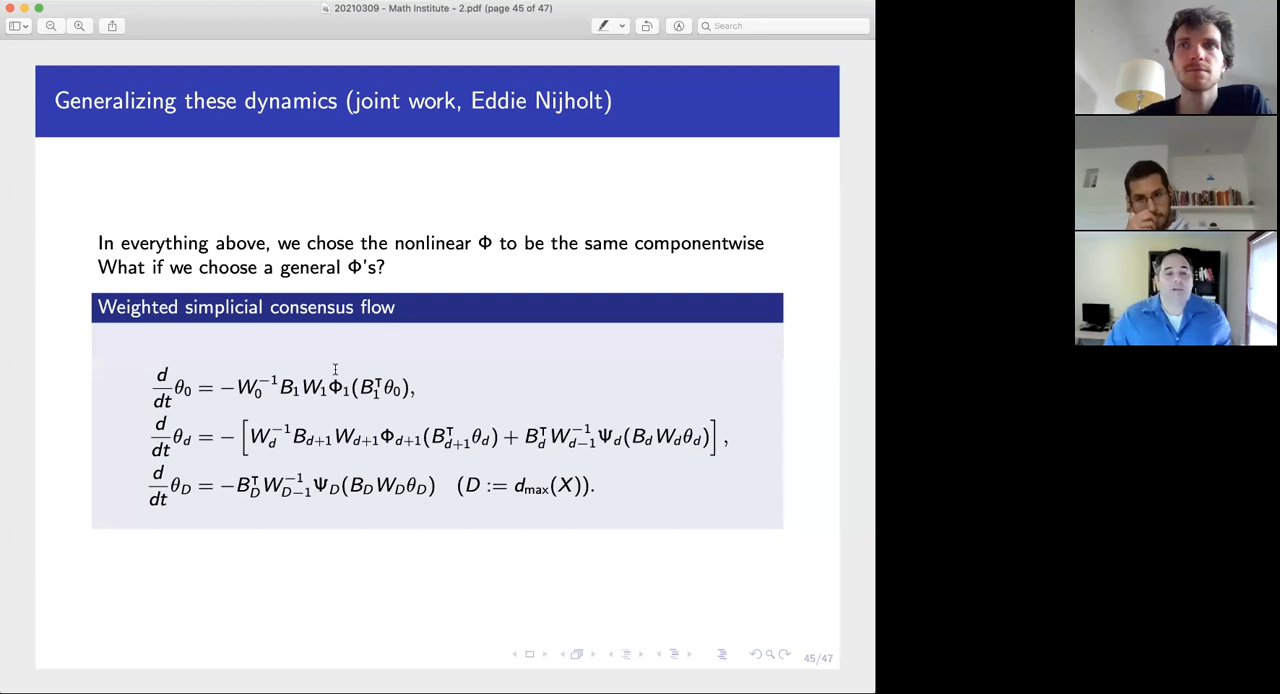 20210309 - Math Institute - 2.pdf (page 45 of 47)
Search
Generalizing these dynamics (joint work, Eddie Nijholt)
In everything above, we chose the nonlinear Φ to be the same componentwise
What if we choose a general Φ's?
Weighted simplicial consensus flow
d/dt θ₀ = −W₀⁻¹B₁W₁Φ₁(B₁ᵀθ₀),
d/dt θ_d = −[W_d⁻¹B_{d+1}W_{d+1}Φ_{d+1}(B_{d+1}ᵀθ_d) + B_dᵀW_{d−1}⁻¹Ψ_d(B_dW_dθ_d)],
d/dt θ_D = −B_DᵀW_{D−1}⁻¹Ψ_D(B_DW_Dθ_D) (D := d_max(X)).
45/47